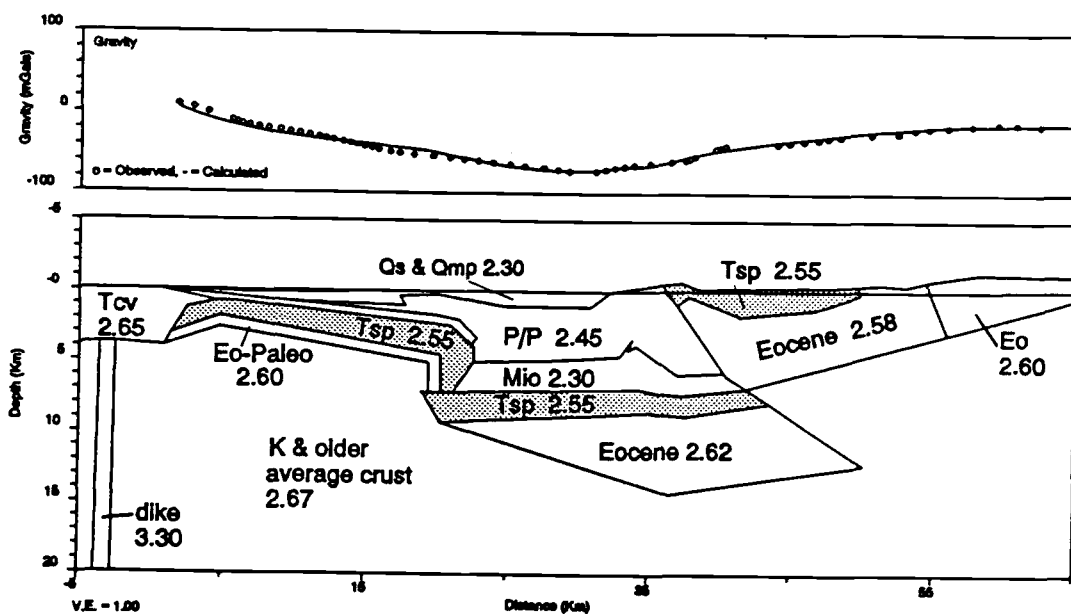 100
Gravity
Gravity (mGals)
0
o = Observed, - = Calculated
-100
-5
Qs & Qmp 2.30
Tsp 2.55
-0
Tcv
2.65
Tsp 2.55
P/P 2.45
Eocene 2.58
Eo
2.60
Eo-Paleo
2.60
5
Mio 2.30
Depth (Km)
Tsp 2.55
10
K & older
average crust
2.67
Eocene 2.62
15
dike
3.30
20
-5
15
35
55
V.E. = 1.00
Distance (Km)